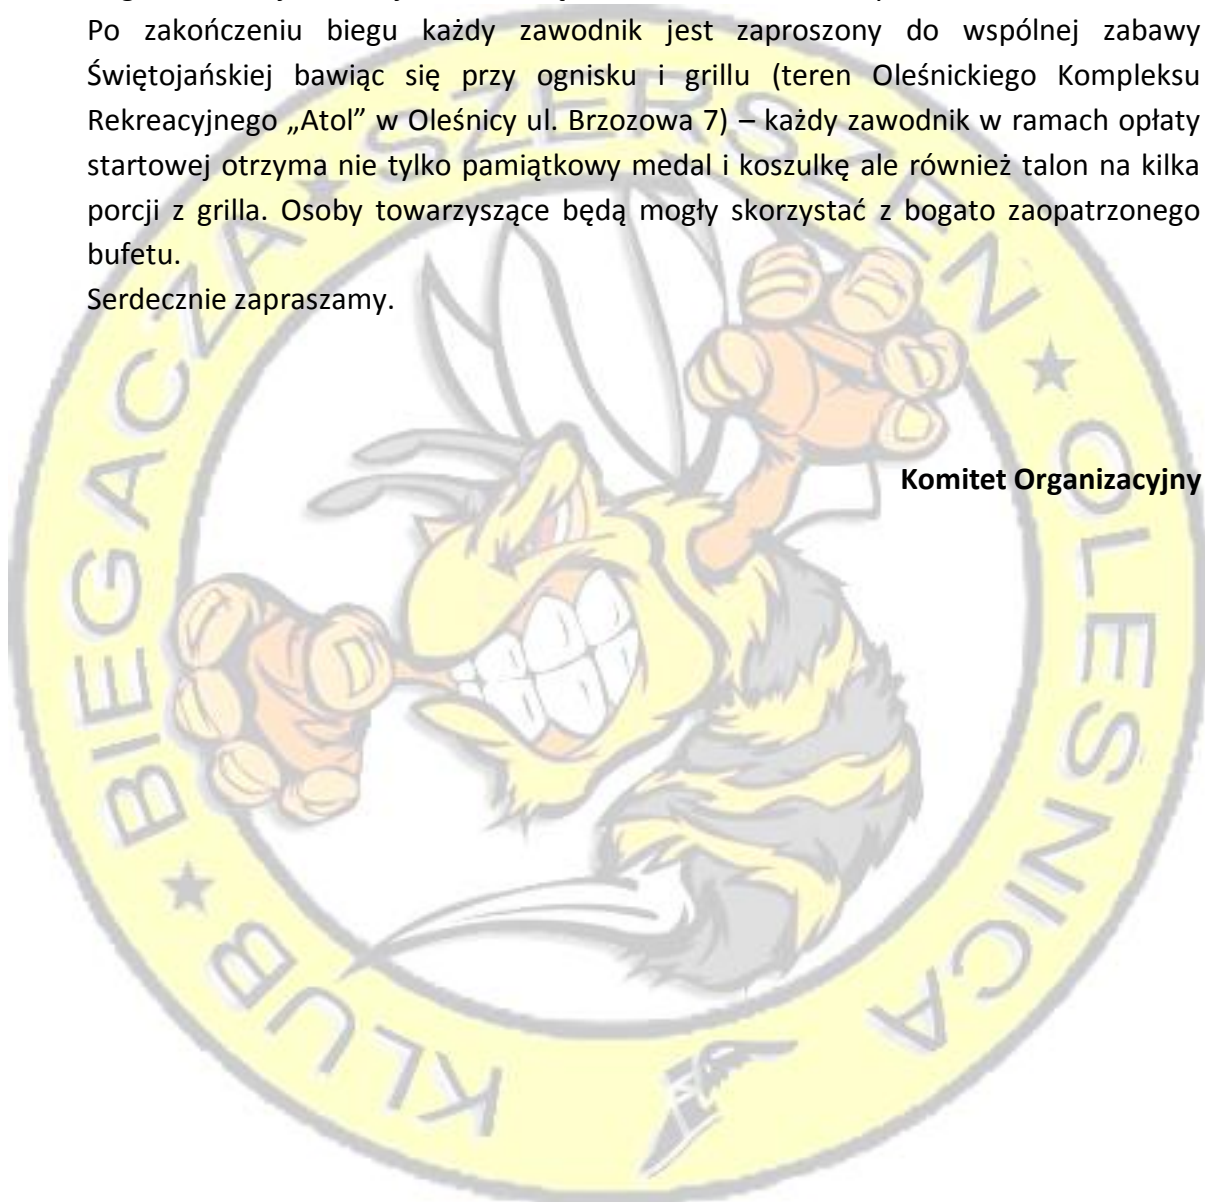 Po zakończeniu biegu każdy zawodnik jest zaproszony do wspólnej zabawy
Świętojańskiej bawiąc się przy ognisku i grillu (teren Oleśnickiego Kompleksu
Rekreacyjnego „Atol” w Oleśnicy ul. Brzozowa 7) – każdy zawodnik w ramach opłaty
startowej otrzyma nie tylko pamiątkowy medal i koszulkę ale również talon na kilka
porcji z grilla. Osoby towarzyszące będą mogły skorzystać z bogato zaopatrzonego
bufetu.
Serdecznie zapraszamy.
Komitet Organizacyjny
KLUB ★ BIEGACZA ★ SZERSZEŃ ★ OLEŚNICA